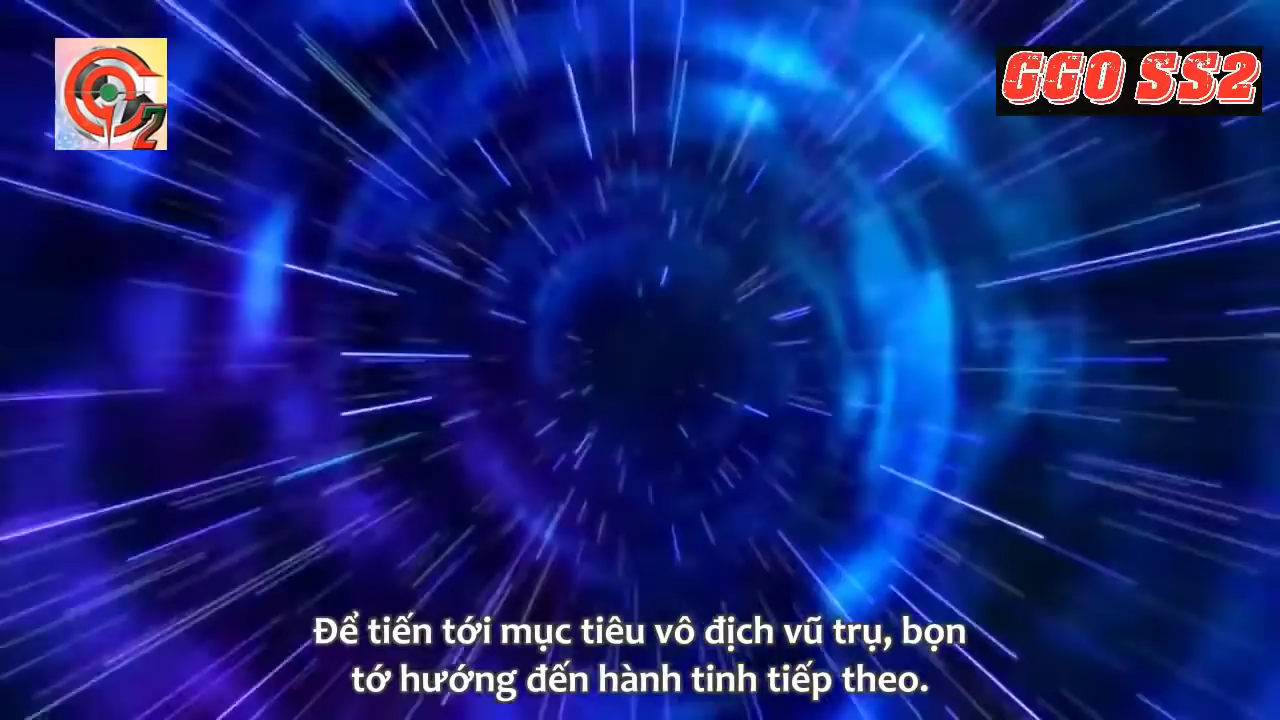 GGO SS2
2
Để tiến tới mục tiêu vô địch vũ trụ, bọn
tớ hướng đến hành tinh tiếp theo.